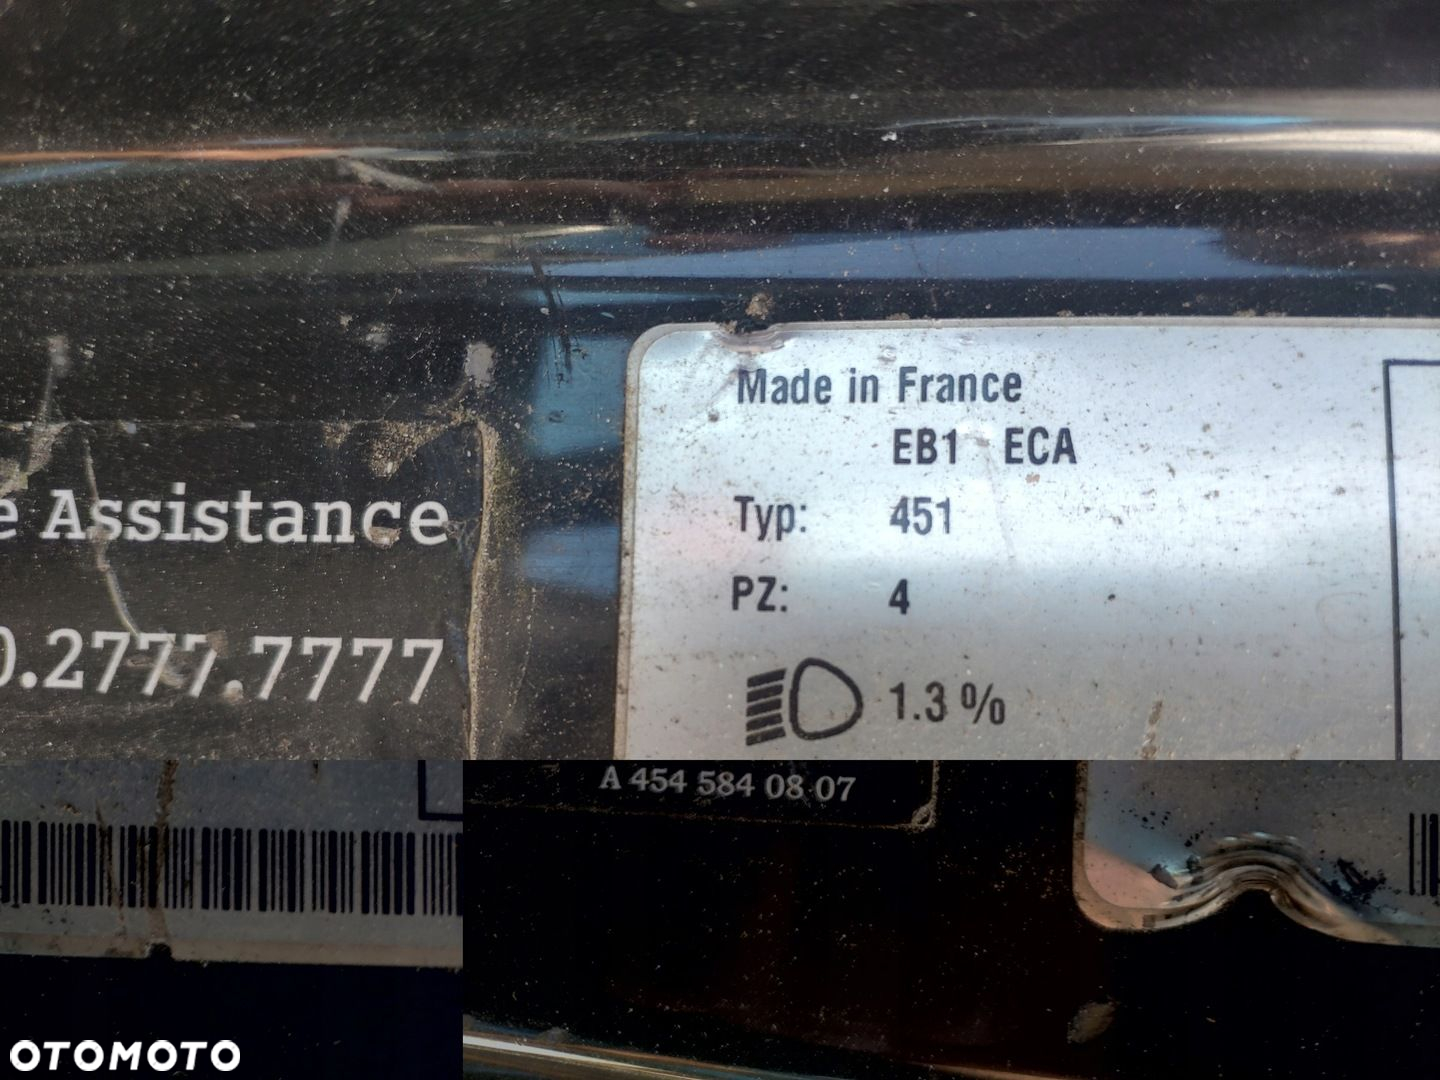 Made in France
EB1 ECA
e Assistance
Typ: 451
PZ: 4
0.2777.7777
1.3 %
A 454 584 08 07
OTOMOTO